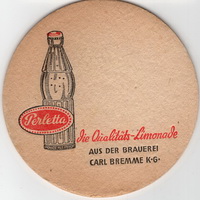 Perletta
die Qualitäts-Limonade
AUS DER BRAUEREI
CARL BREMME K·G·